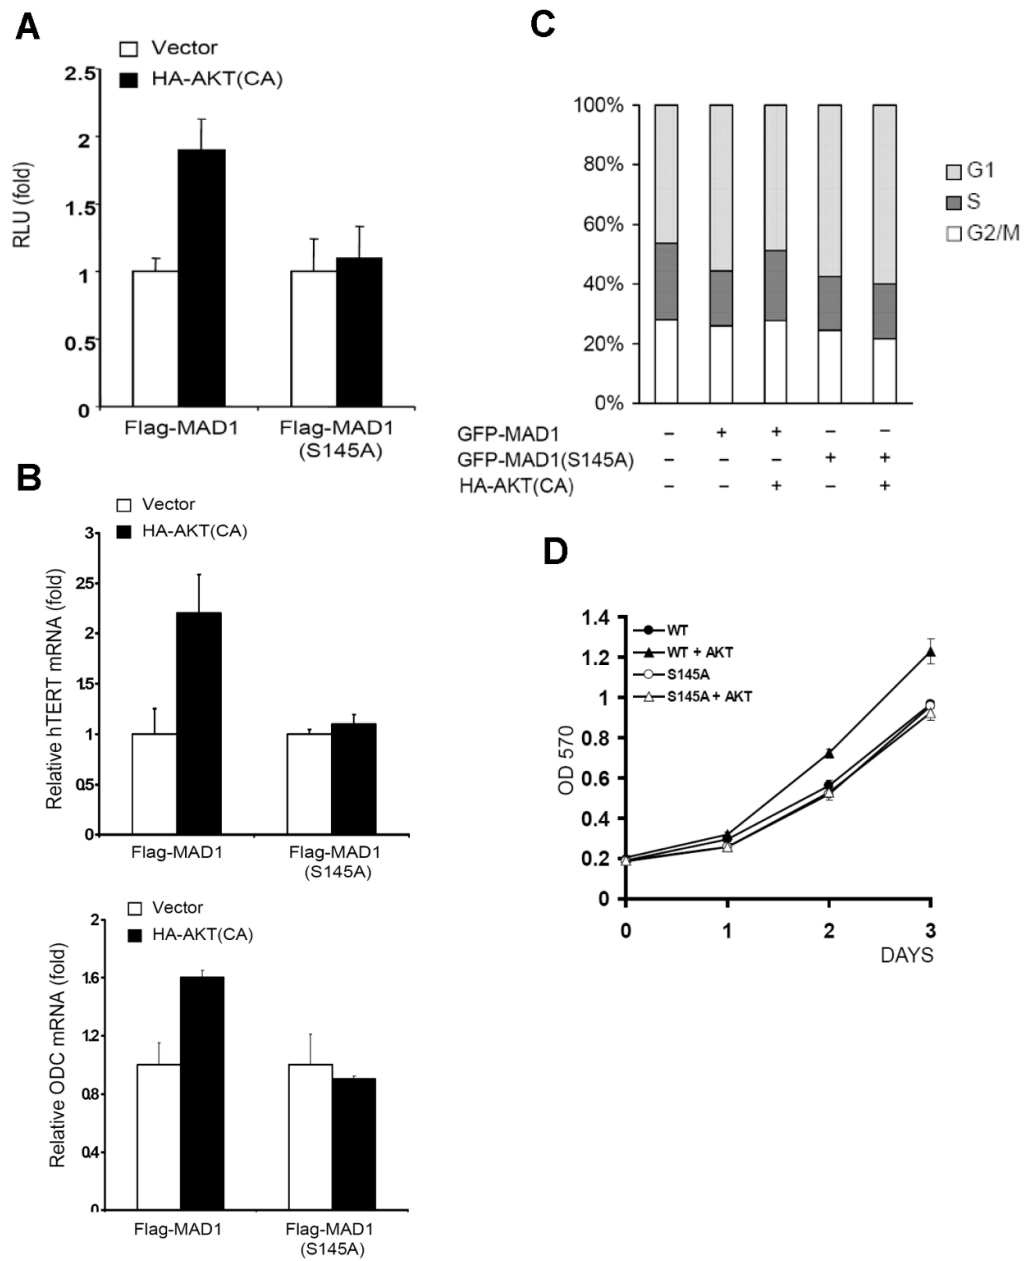 A
Vector
HA-AKT(CA)
2.5
2
1.5
1
0.5
0
RLU (fold)
Flag-MAD1
Flag-MAD1
(S145A)
B
Vector
HA-AKT(CA)
3
25
2
1.5
1
0.5
0
Relative hTERT mRNA (fold)
Flag-MAD1
Flag-MAD1
(S145A)
Vector
HA-AKT(CA)
2
1.6
1.2
0.8
0.4
0
Relative ODC mRNA (fold)
Flag-MAD1
Flag-MAD1
(S145A)
C
100%
80%
60%
40%
20%
0%
G1
S
G2/M
GFP-MAD1 – + + – –
GFP-MAD1(S145A) – – – + +
HA-AKT(CA) – – + – +
D
1.4
1.2
1
0.8
0.6
0.4
0.2
0
OD 570
WT
WT + AKT
S145A
S145A + AKT
0 1 2 3
DAYS